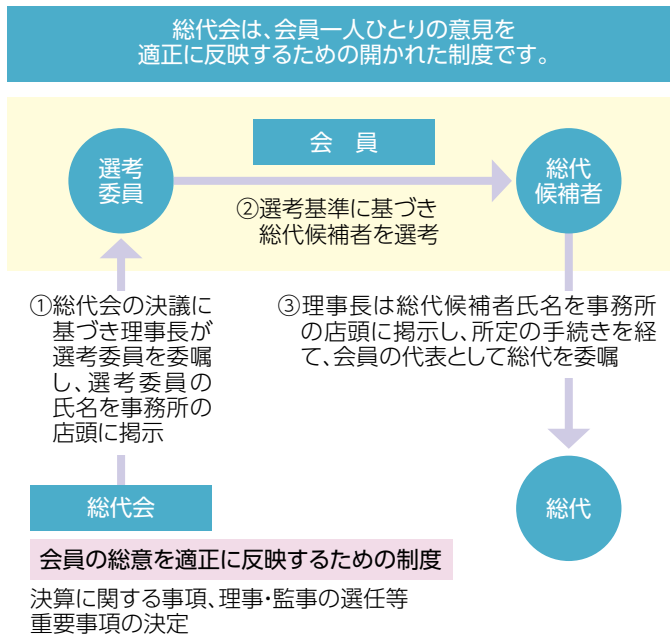 総代会は、会員一人ひとりの意見を
適正に反映するための開かれた制度です。
会　員
選考
委員
総代
候補者
②選考基準に基づき
総代候補者を選考
①総代会の決議に
基づき理事長が
選考委員を委嘱
し、選考委員の
氏名を事務所の
店頭に掲示
③理事長は総代候補者氏名を事務所
の店頭に掲示し、所定の手続きを経
て、会員の代表として総代を委嘱
総代会
総代
会員の総意を適正に反映するための制度
決算に関する事項、理事・監事の選任等
重要事項の決定